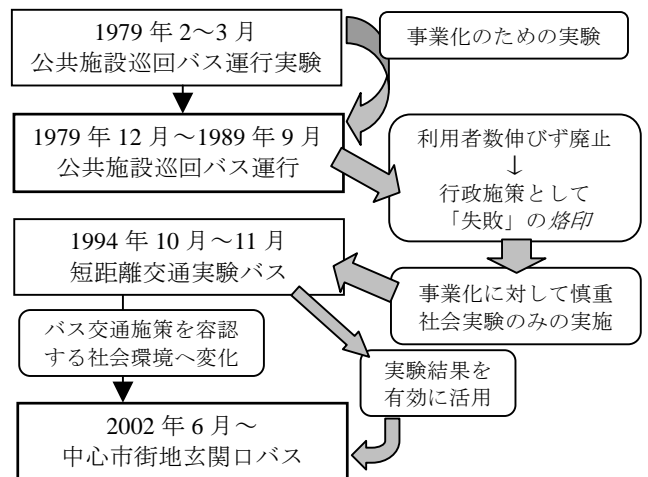 1979 年 2～3 月
公共施設巡回バス運行実験
事業化のための実験
1979 年 12 月～1989 年 9 月
公共施設巡回バス運行
利用者数伸びず廃止
↓
行政施策として
「失敗」の烙印
1994 年 10 月～11 月
短距離交通実験バス
事業化に対して慎重
社会実験のみの実施
バス交通施策を容認
する社会環境へ変化
実験結果を
有効に活用
2002 年 6 月～
中心市街地玄関口バス